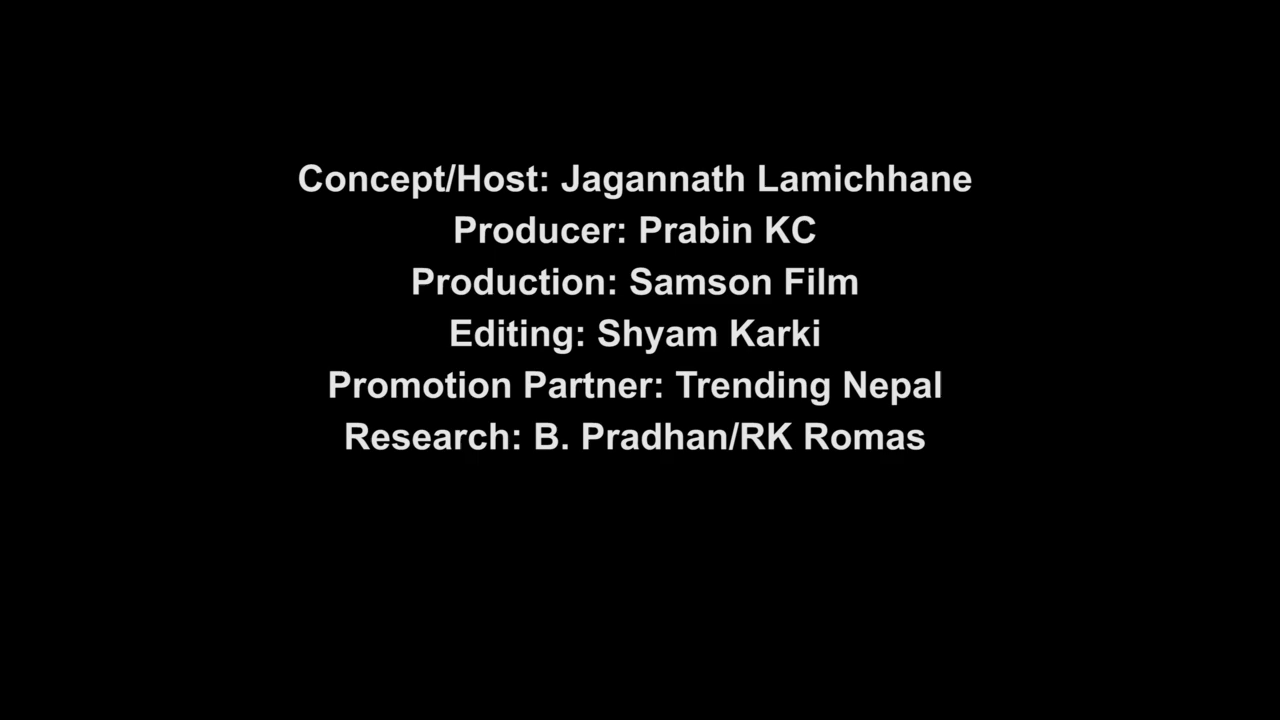 Concept/Host: Jagannath Lamichhane
Producer: Prabin KC
Production: Samson Film
Editing: Shyam Karki
Promotion Partner: Trending Nepal
Research: B. Pradhan/RK Romas